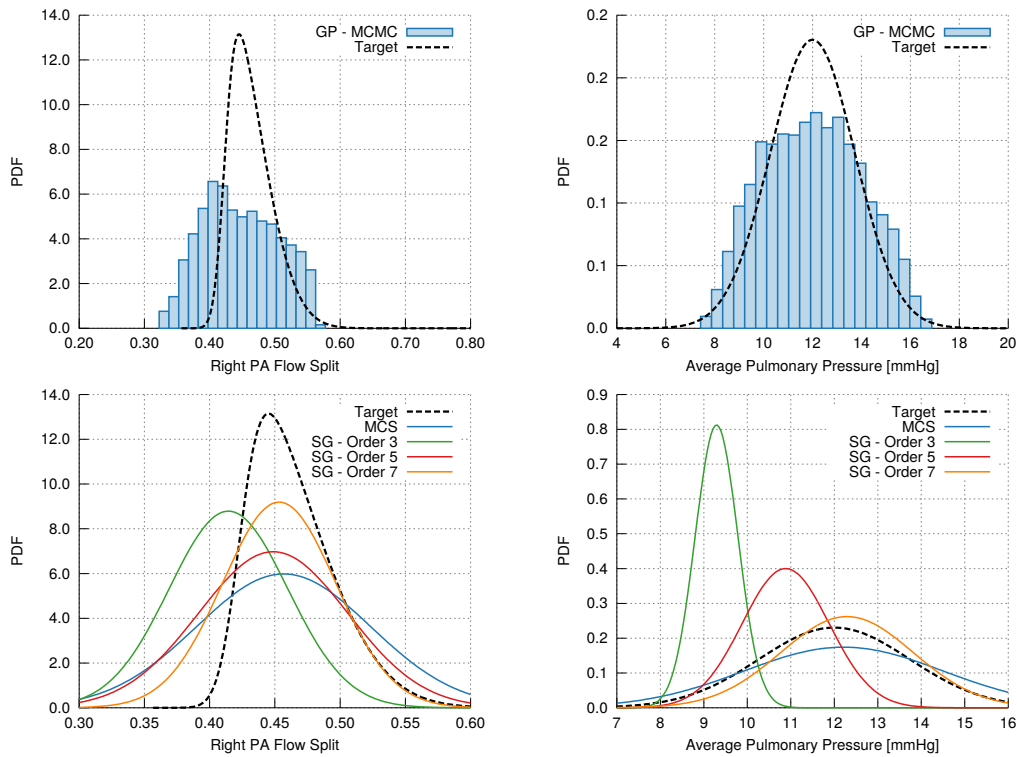 14.0
12.0
10.0
8.0
6.0
4.0
2.0
0.0
PDF
GP - MCMC
Target
0.20 0.30 0.40 0.50 0.60 0.70 0.80
Right PA Flow Split
0.2
0.2
0.2
0.1
0.1
0.0
PDF
GP - MCMC
Target
4 6 8 10 12 14 16 18 20
Average Pulmonary Pressure [mmHg]
14.0
12.0
10.0
8.0
6.0
4.0
2.0
0.0
PDF
Target
MCS
SG - Order 3
SG - Order 5
SG - Order 7
0.30 0.35 0.40 0.45 0.50 0.55 0.60
Right PA Flow Split
0.9
0.8
0.7
0.6
0.5
0.4
0.3
0.2
0.1
0.0
PDF
Target
MCS
SG - Order 3
SG - Order 5
SG - Order 7
7 8 9 10 11 12 13 14 15 16
Average Pulmonary Pressure [mmHg]